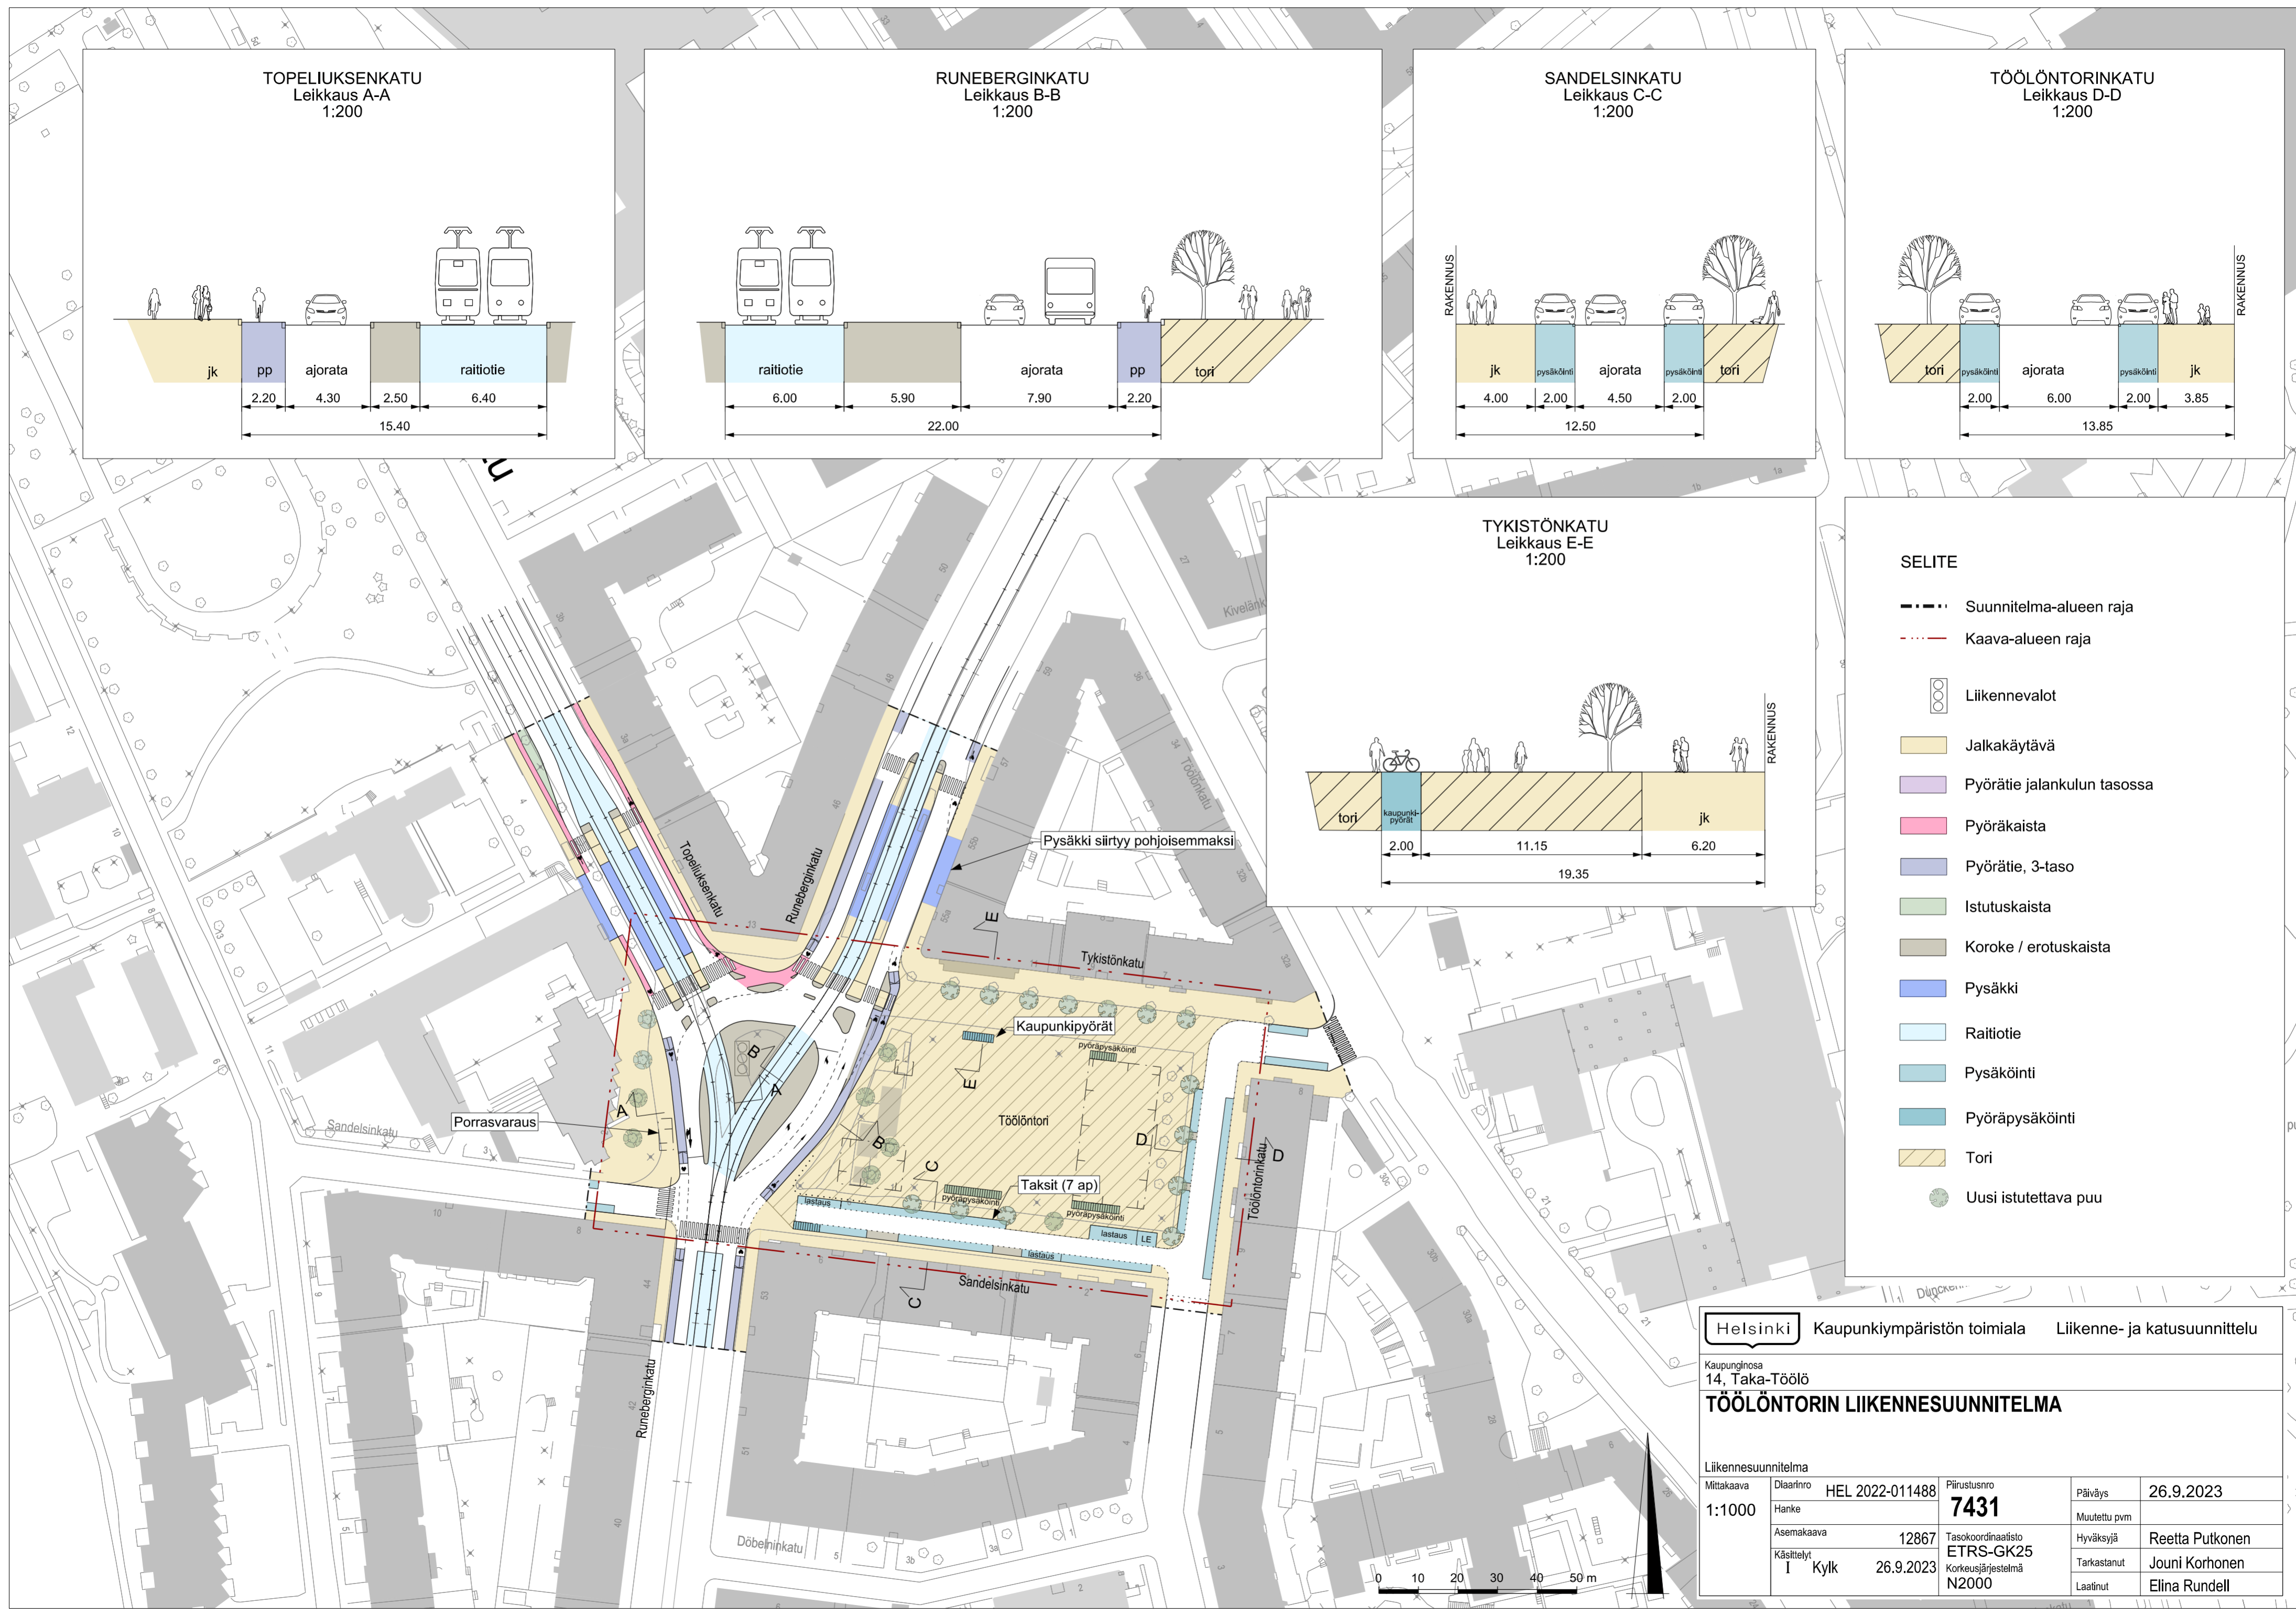 TOPELIUKSENKATU
Leikkaus A-A
1:200
jk
pp
ajorata
raitiotie
2.20
4.30
2.50
6.40
15.40
RUNEBERGINKATU
Leikkaus B-B
1:200
raitiotie
ajorata
pp
tori
6.00
5.90
7.90
2.20
22.00
SANDELSINKATU
Leikkaus C-C
1:200
RAKENNUS
jk
pysäköinti
ajorata
pysäköinti
tori
4.00
2.00
4.50
2.00
12.50
TÖÖLÖNTORINKATU
Leikkaus D-D
1:200
RAKENNUS
tori
pysäköinti
ajorata
pysäköinti
jk
2.00
6.00
2.00
3.85
13.85
TYKISTÖNKATU
Leikkaus E-E
1:200
RAKENNUS
tori
kaupunki-
pyörät
jk
2.00
11.15
6.20
19.35
SELITE
Suunnitelma-alueen raja
Kaava-alueen raja
Liikennevalot
Jalkakäytävä
Pyörätie jalankulun tasossa
Pyöräkaista
Pyörätie, 3-taso
Istutuskaista
Koroke / erotuskaista
Pysäkki
Raitiotie
Pysäköinti
Pyöräpysäköinti
Tori
Uusi istutettava puu
Pysäkki siirtyy pohjoisemmaksi
Topeliuksenkatu
Runeberginkatu
Töölönkatu
Tykistönkatu
E
Kaupunkipyörät
pyöräpysäköinti
E
B
A
A
B
Töölöntori
Porrasvaraus
Sandelsinkatu
C
D
D
Töölöntorinkatu
Taksit (7 ap)
pyöräpysäköinti
pyöräpysäköinti
lastaus
lastaus
LE
lastaus
Sandelsinkatu
C
Runeberginkatu
Döbelninkatu
0 10 20 30 40 50 m
Helsinki
Kaupunkiympäristön toimiala Liikenne- ja katusuunnittelu
Kaupunginosa
14, Taka-Töölö
TÖÖLÖNTORIN LIIKENNESUUNNITELMA
Liikennesuunnitelma
Mittakaava
1:1000
Diaarinro HEL 2022-011488
Hanke
Asemakaava 12867
Käsittelyt
I Kylk 26.9.2023
Piirustusnro
7431
Tasokoordinaatisto
ETRS-GK25
Korkeusjärjestelmä
N2000
Päiväys 26.9.2023
Muutettu pvm
Hyväksyjä Reetta Putkonen
Tarkastanut Jouni Korhonen
Laatinut Elina Rundell